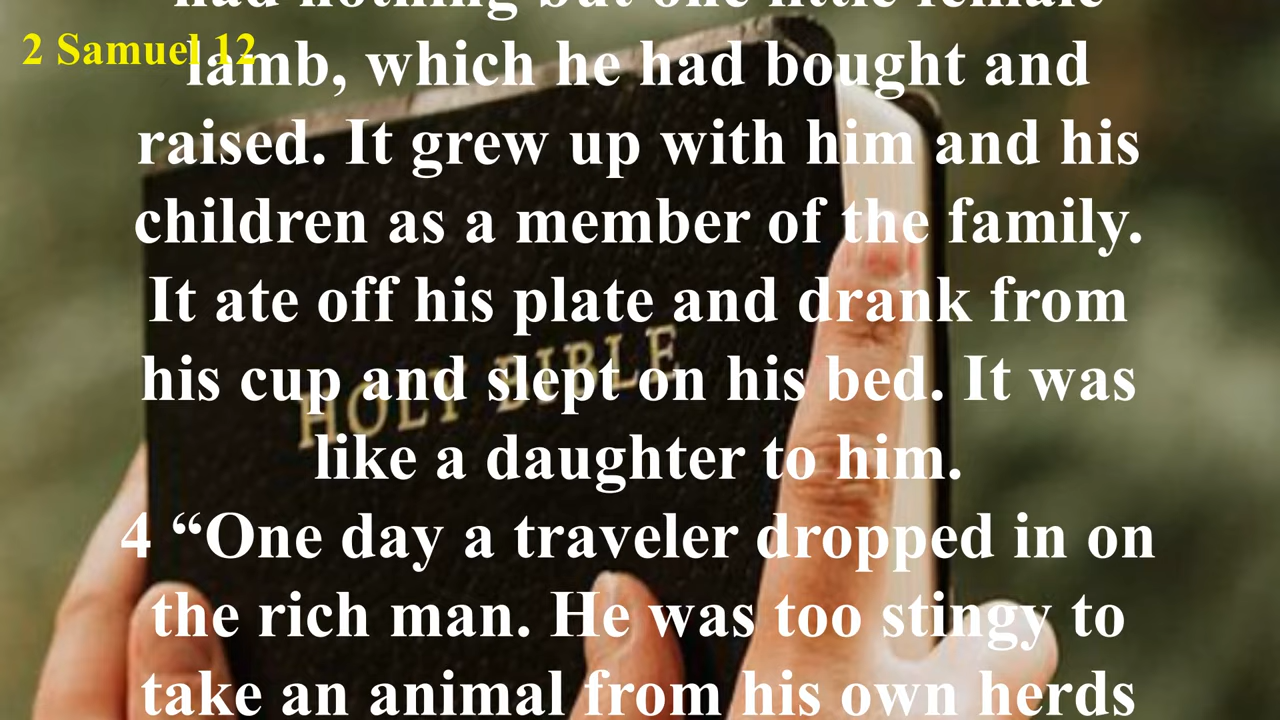 had nothing but one little female
2 Samuel 12
lamb, which he had bought and
raised. It grew up with him and his
children as a member of the family.
It ate off his plate and drank from
his cup and slept on his bed. It was
HOLY BIBLE
like a daughter to him.
4 “One day a traveler dropped in on
the rich man. He was too stingy to
take an animal from his own herds